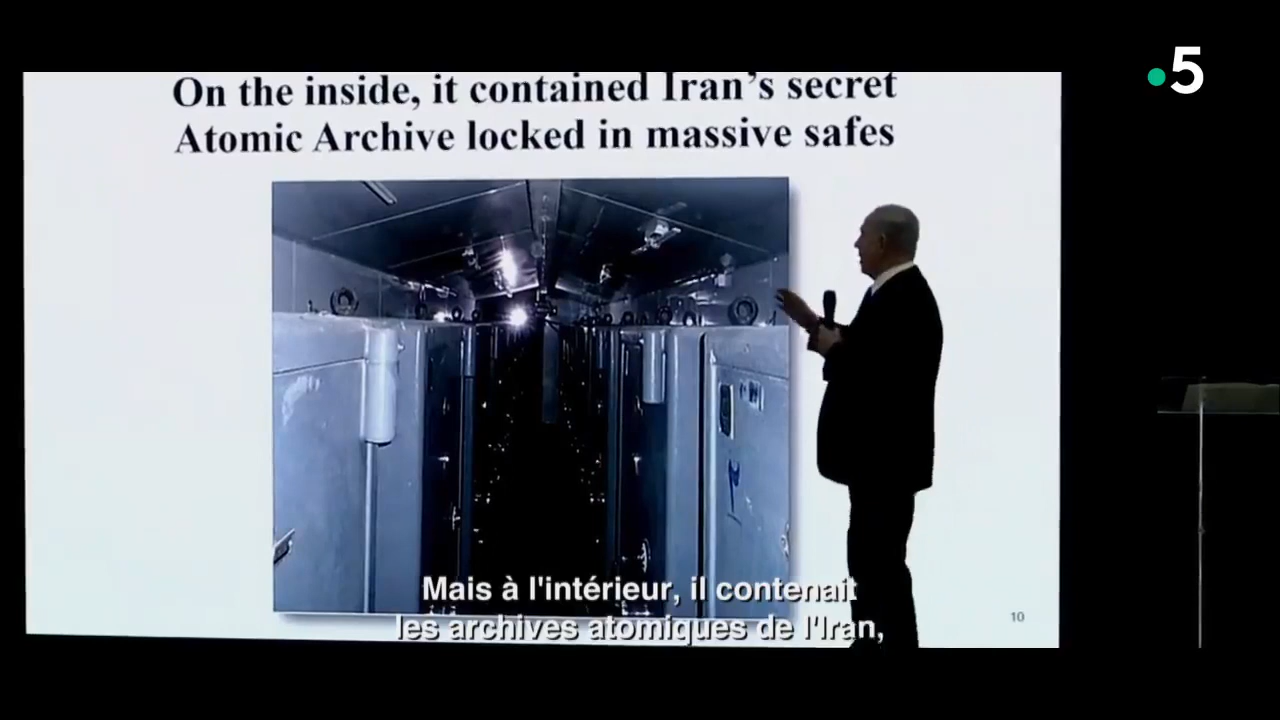 5
On the inside, it contained Iran's secret
Atomic Archive locked in massive safes
Mais à l'intérieur, il contenait
les archives atomiques de l'Iran,
10